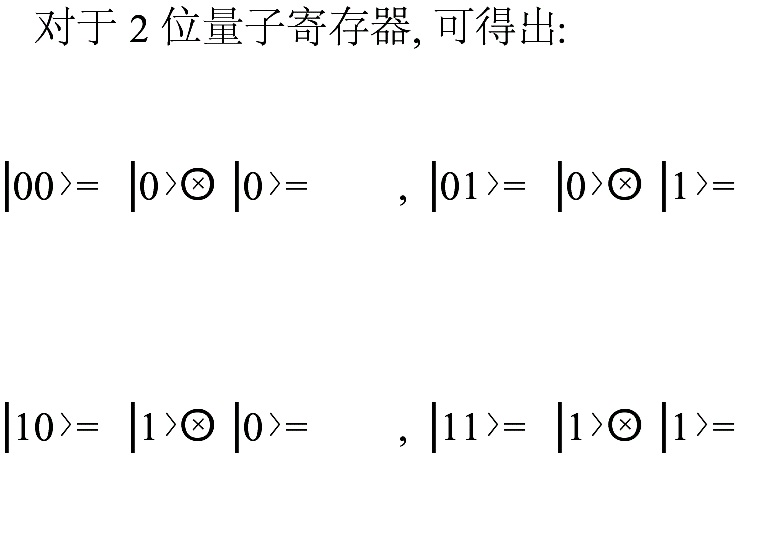 对于 2 位量子寄存器, 可得出:
|00〉= |0〉⊗ |0〉= , |01〉= |0〉⊗ |1〉=
|10〉= |1〉⊗ |0〉= , |11〉= |1〉⊗ |1〉=